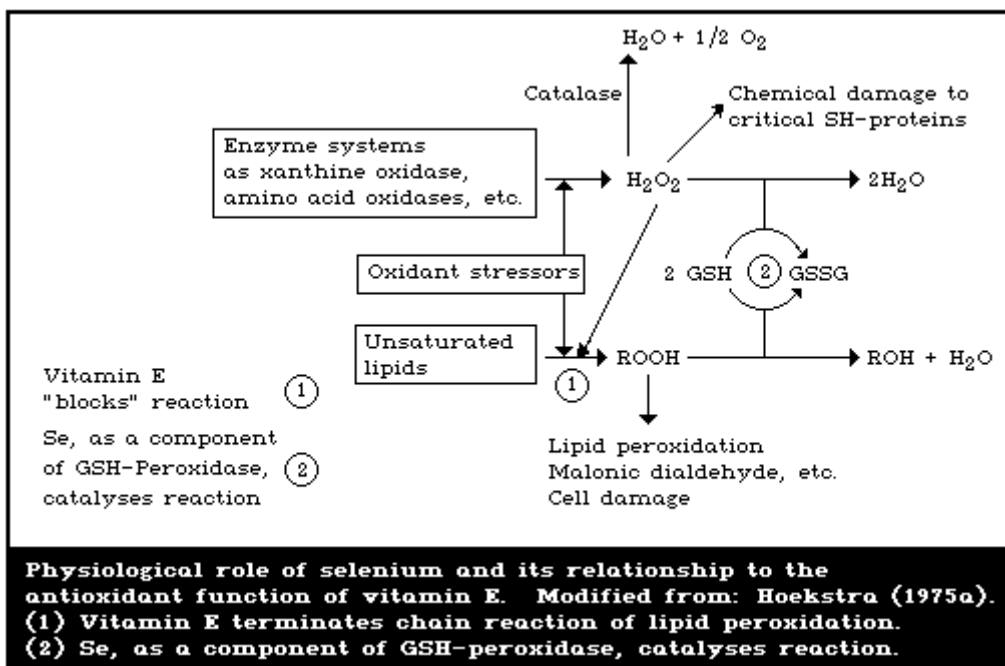 H2O + 1/2 O2
Catalase
Chemical damage to
critical SH-proteins
Enzyme systems
as xanthine oxidase,
amino acid oxidases, etc.
H2O2
2H2O
Oxidant stressors
2 GSH
2
GSSG
Unsaturated
lipids
1
ROOH
ROH + H2O
Vitamin E
"blocks" reaction
1
Se, as a component
of GSH-Peroxidase,
catalyses reaction
2
Lipid peroxidation
Malonic dialdehyde, etc.
Cell damage
Physiological role of selenium and its relationship to the
antioxidant function of vitamin E. Modified from: Hoekstra (1975a).
(1) Vitamin E terminates chain reaction of lipid peroxidation.
(2) Se, as a component of GSH-peroxidase, catalyses reaction.